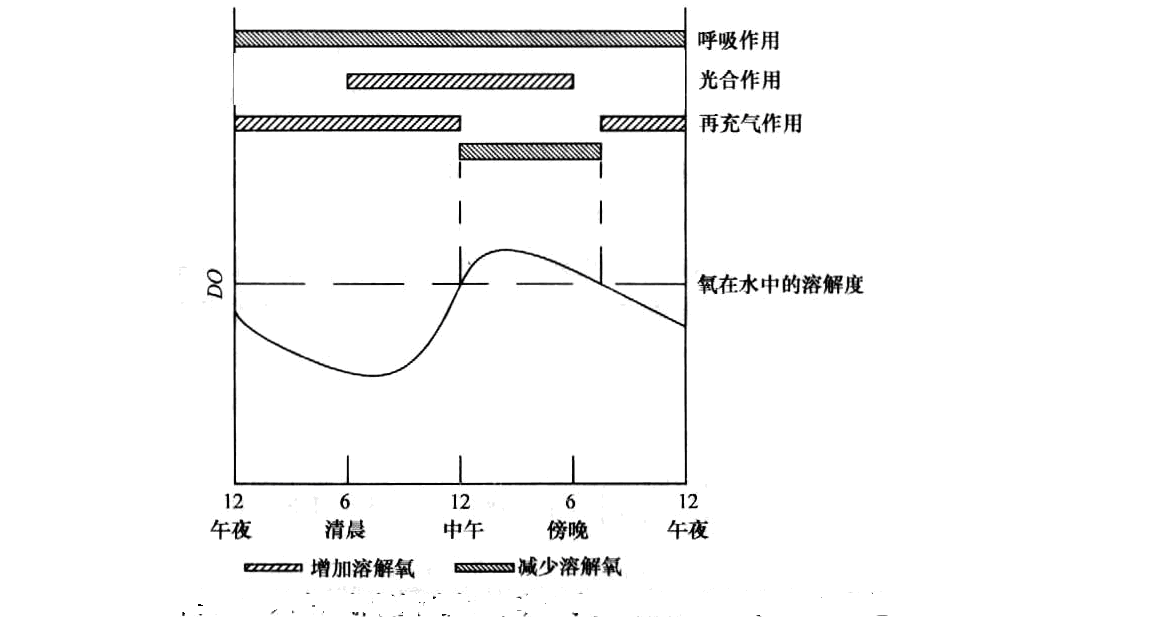 呼吸作用
光合作用
再充气作用
DO
氧在水中的溶解度
12 6 12 6 12
午夜 清晨 中午 傍晚 午夜
增加溶解氧 减少溶解氧